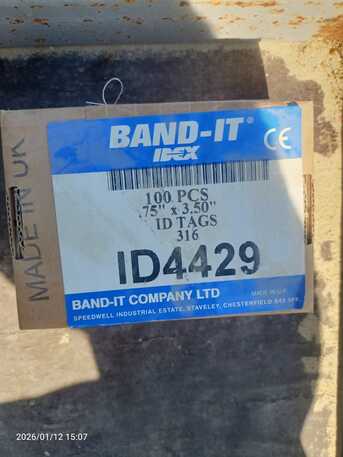 MADE IN UK
BAND-IT®
IDEX
CE
100 PCS
.75" x 3.50"
ID TAGS
316
ID4429
BAND-IT COMPANY LTD
MADE IN U.K.
SPEEDWELL INDUSTRIAL ESTATE, STAVELEY, CHESTERFIELD S43 3PF.
2026/01/12 15:07